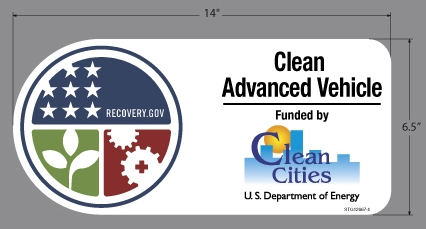 14"
RECOVERY.GOV
Clean
Advanced Vehicle
Funded by
Clean
Cities
U.S. Department of Energy
6.5"